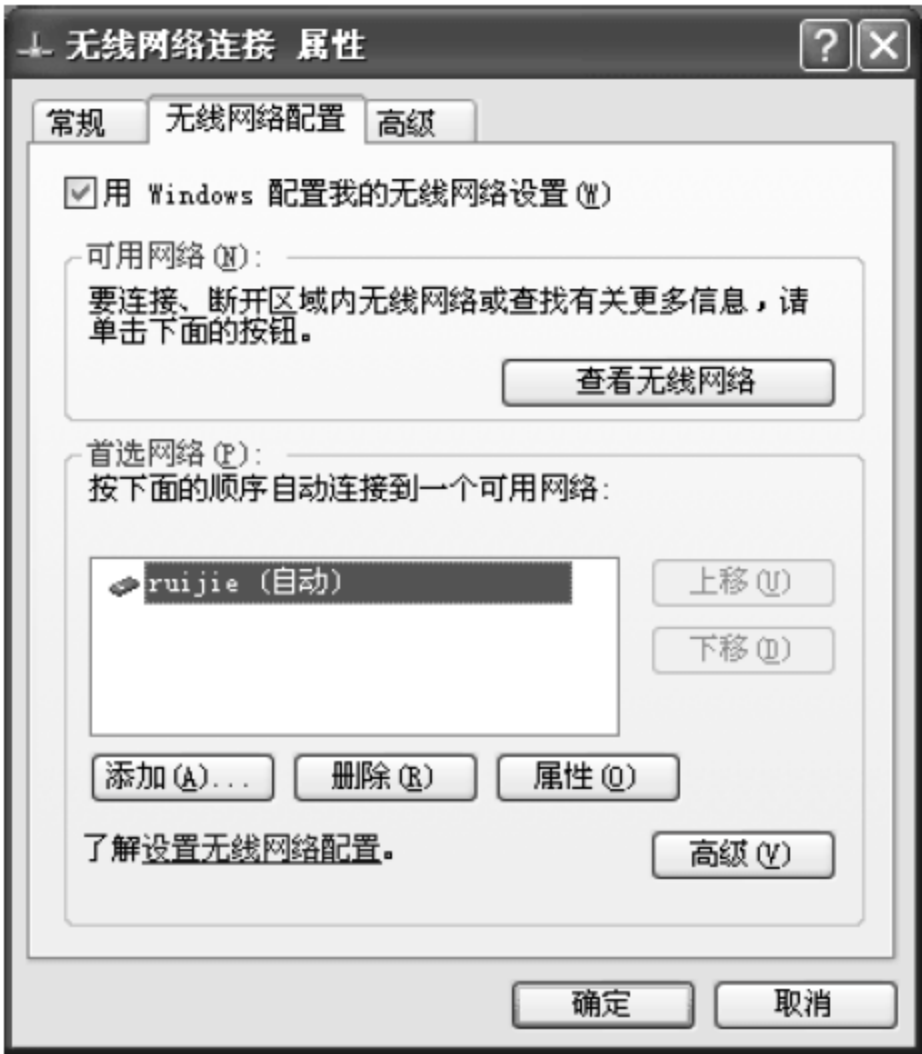 无线网络连接 属性
常规 无线网络配置 高级
用 Windows 配置我的无线网络设置(W)
可用网络(N):
要连接、断开区域内无线网络或查找有关更多信息，请
单击下面的按钮。
查看无线网络
首选网络(P):
按下面的顺序自动连接到一个可用网络:
ruijie (自动)
上移(U)
下移(D)
添加(A)... 删除(R) 属性(O)
了解设置无线网络配置。
高级(V)
确定 取消